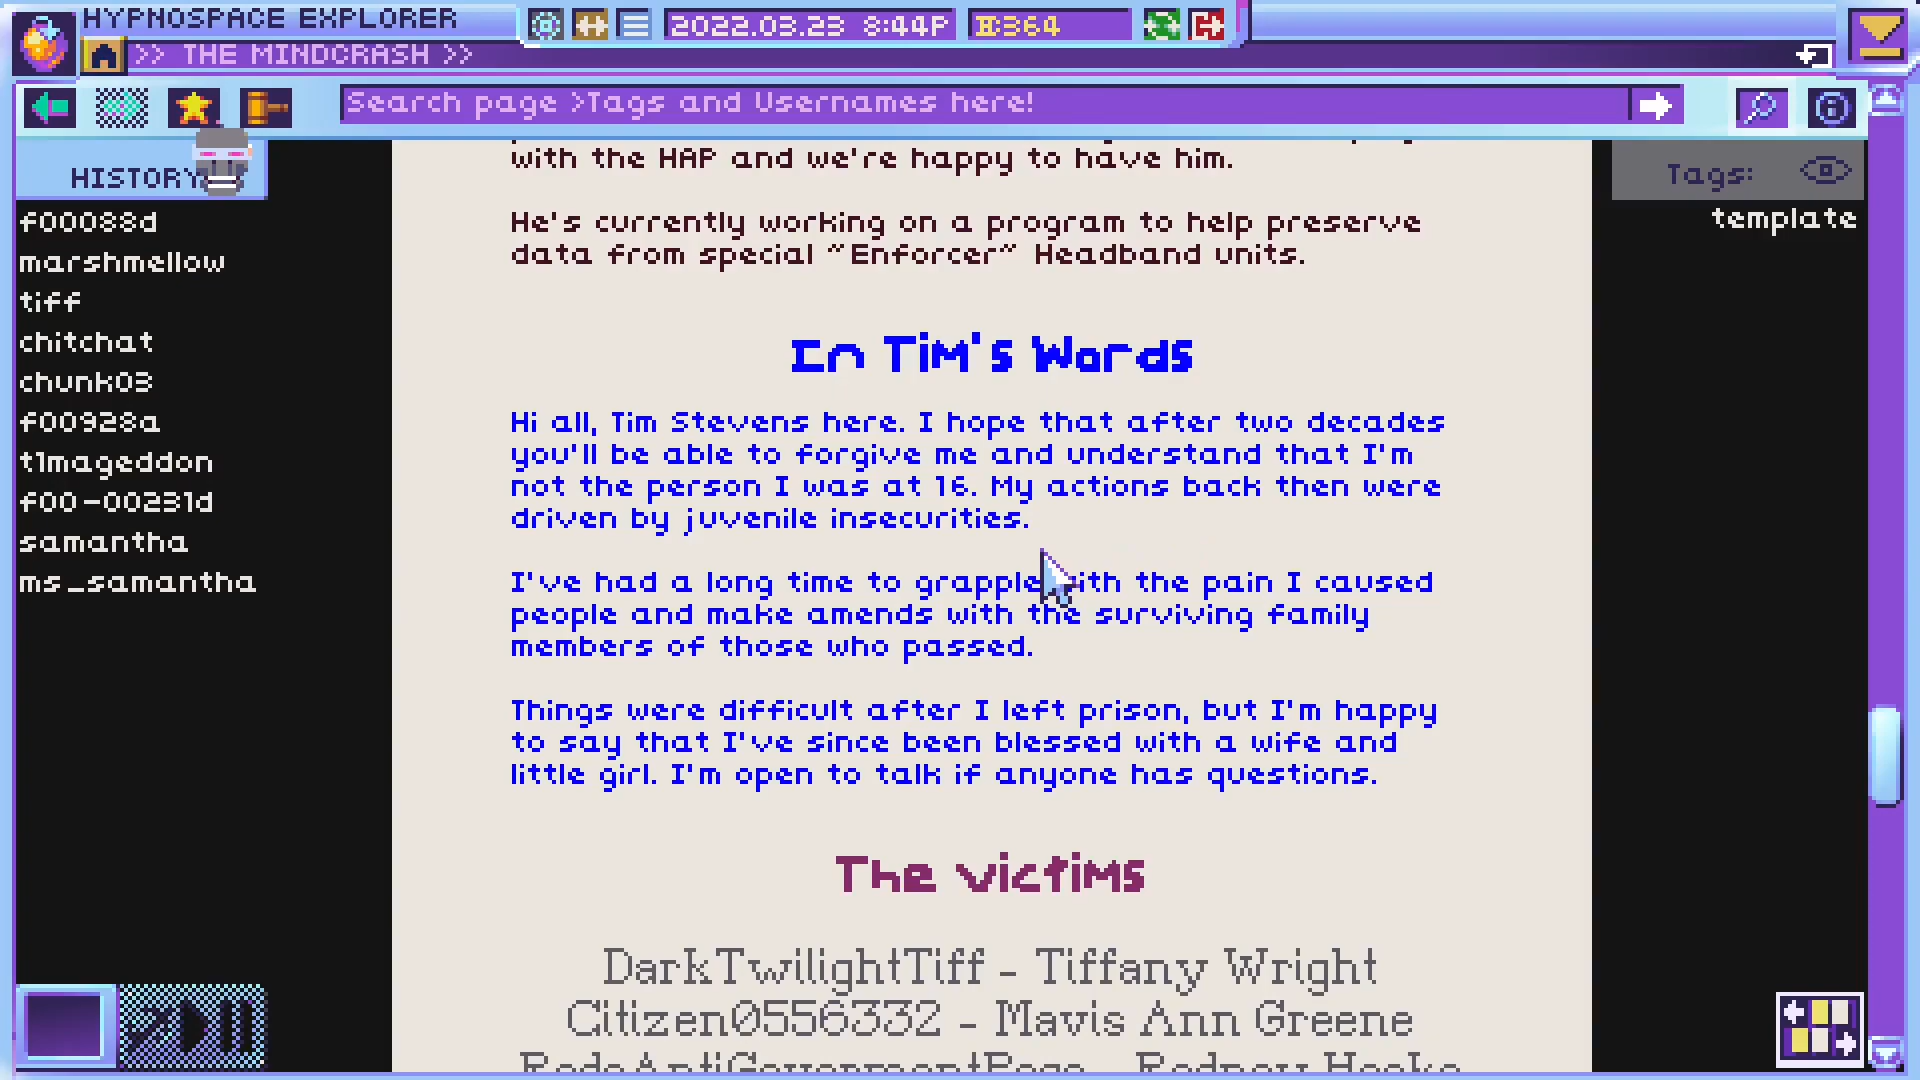 HYPNOSPACE EXPLORER
2022.03.23 8:44P
364
>> THE MINDCRASH >>
Search page >Tags and Usernames here!
HISTORY
f00088d
marshmellow
tiff
chitchat
chunk03
f00928a
t1mageddon
f00-00231d
samantha
ms_samantha
with the HAP and we're happy to have him.
He's currently working on a program to help preserve
data from special ~Enforcer~ Headband units.
In TiM's Words
Hi all, Tim Stevens here. I hope that after two decades
you'll be able to forgive me and understand that I'm
not the person I was at 16. My actions back then were
driven by juvenile insecurities.
I've had a long time to grapple with the pain I caused
people and make amends with the surviving family
members of those who passed.
Things were difficult after I left prison, but I'm happy
to say that I've since been blessed with a wife and
little girl. I'm open to talk if anyone has questions.
The victiMs
DarkTwilightTiff - Tiffany Wright
Citizen0556332 - Mavis Ann Greene
Tags:
template